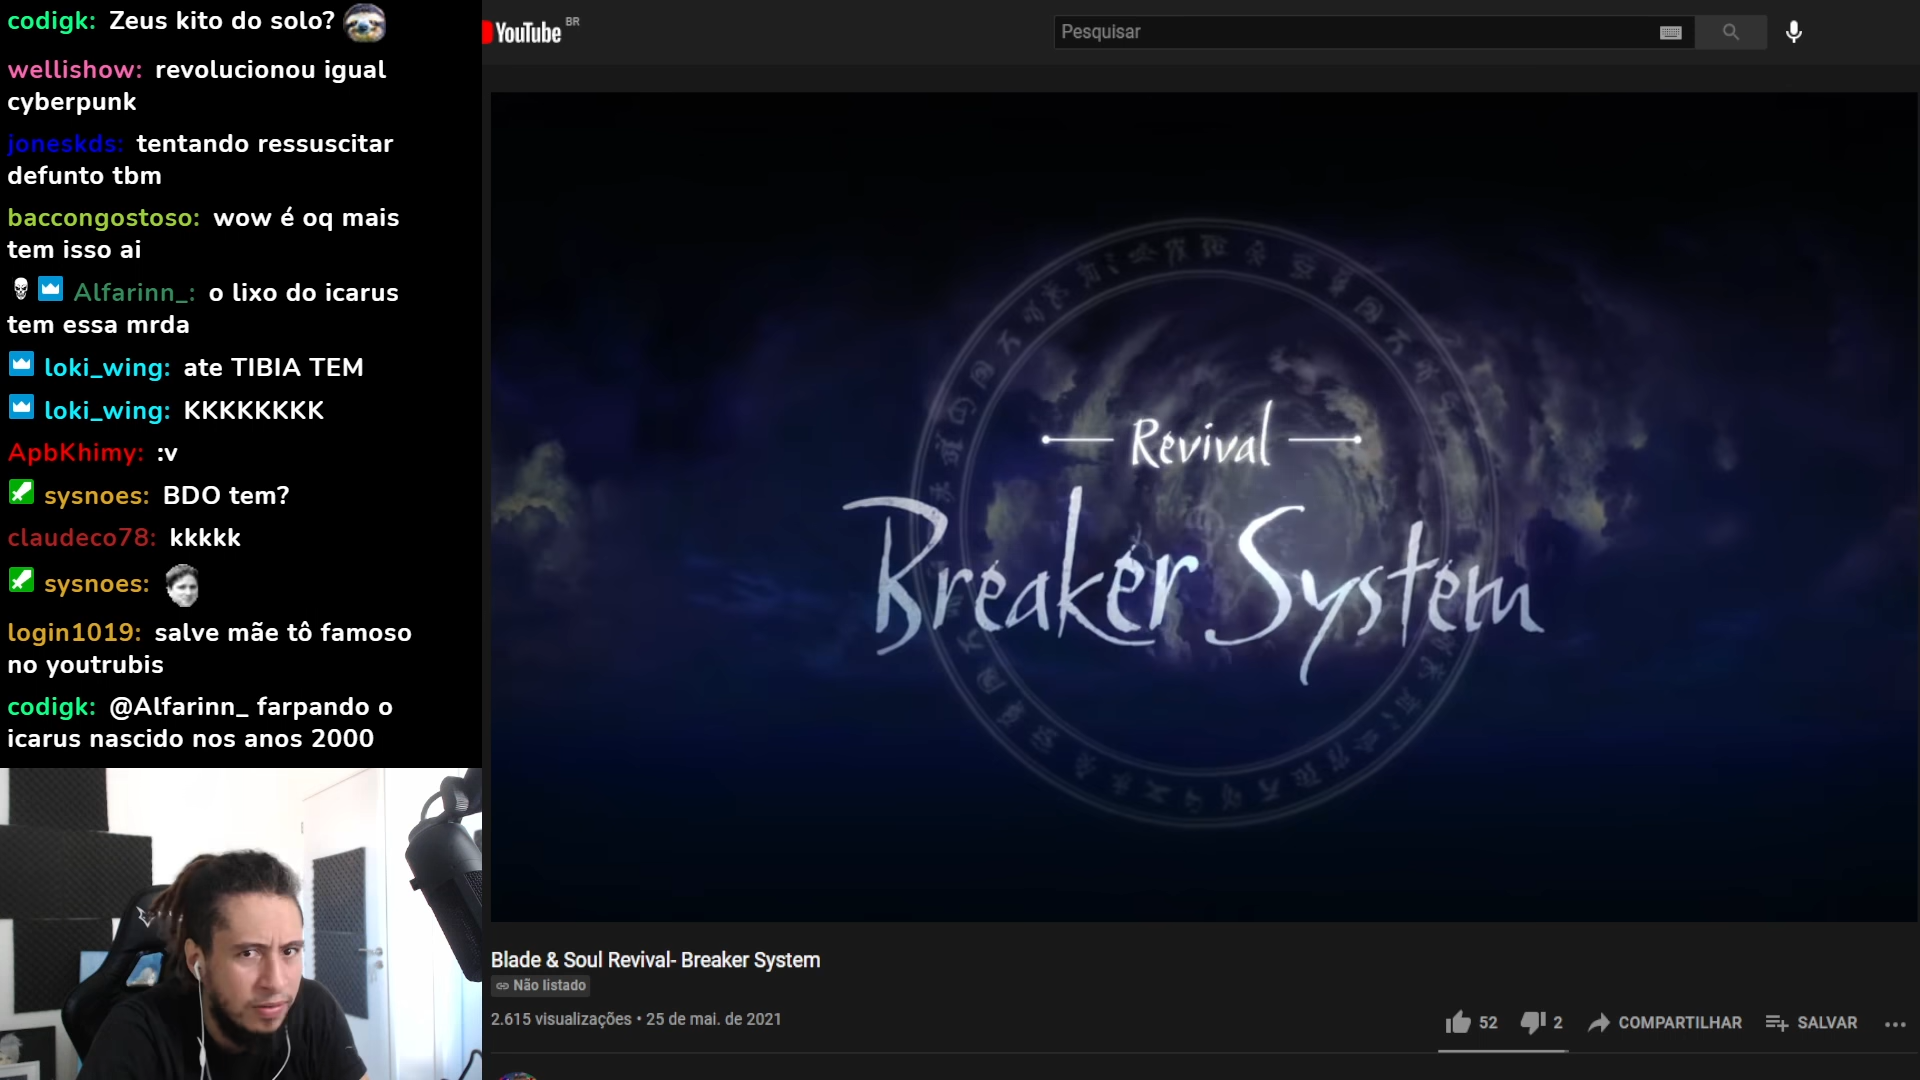 codigk: Zeus kito do solo?
wellishow: revolucionou igual
cyberpunk
joneskds: tentando ressuscitar
defunto tbm
baccongostoso: wow é oq mais
tem isso ai
Alfarinn_: o lixo do icarus
tem essa mrda
loki_wing: ate TIBIA TEM
loki_wing: KKKKKKKK
ApbKhimy: :v
sysnoes: BDO tem?
claudeco78: kkkkk
sysnoes:
login1019: salve mãe tô famoso
no youtrubis
codigk: @Alfarinn_ farpando o
icarus nascido nos anos 2000
YouTube BR
Pesquisar
Revival
Breaker System
Blade & Soul Revival- Breaker System
Não listado
2.615 visualizações • 25 de mai. de 2021
52
2
COMPARTILHAR
SALVAR